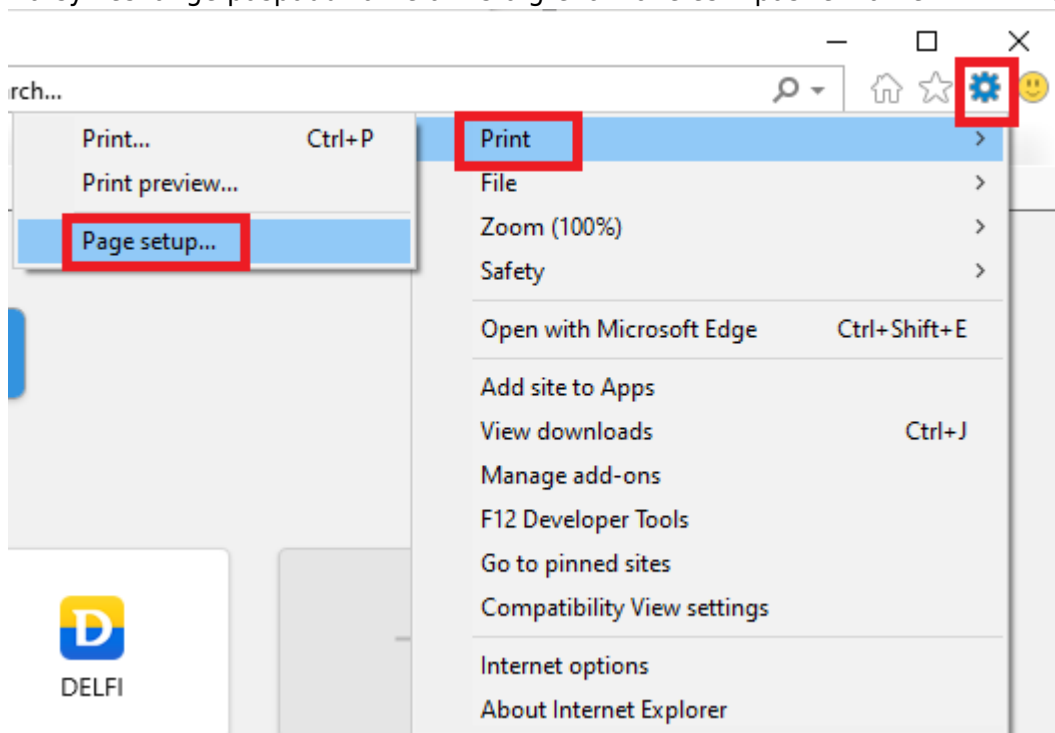 rch...
Print... Ctrl+P
Print preview...
Page setup...
Print
File
Zoom (100%)
Safety
Open with Microsoft Edge Ctrl+Shift+E
Add site to Apps
View downloads Ctrl+J
Manage add-ons
F12 Developer Tools
Go to pinned sites
Compatibility View settings
Internet options
About Internet Explorer
D
DELFI